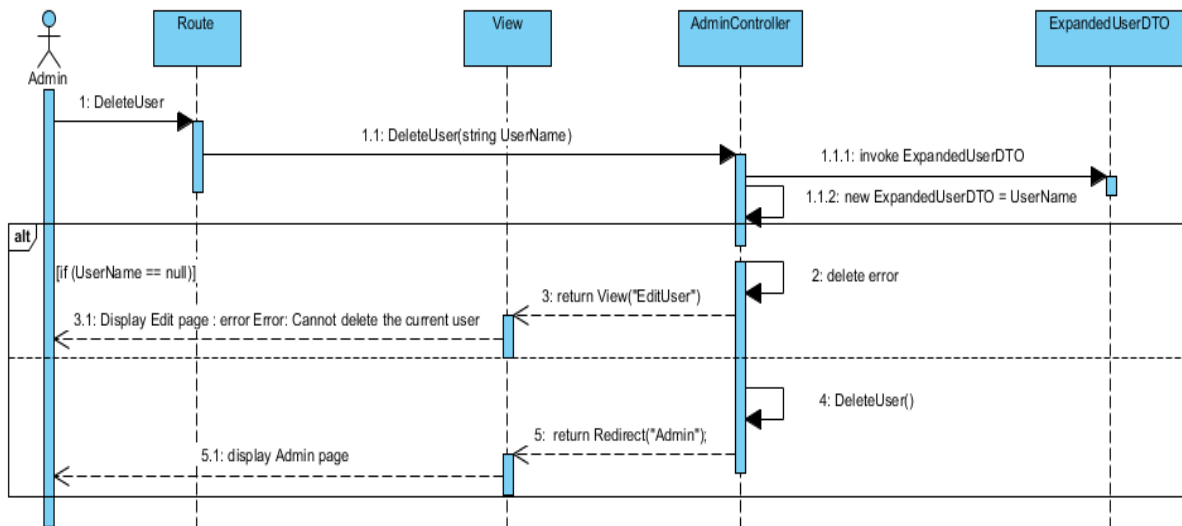 Route
View
AdminController
ExpandedUserDTO
Admin
1: DeleteUser
1.1: DeleteUser(string UserName)
1.1.1: invoke ExpandedUserDTO
1.1.2: new ExpandedUserDTO = UserName
alt
[if (UserName == null)]
2: delete error
3: return View("EditUser")
3.1: Display Edit page : error Error: Cannot delete the current user
4: DeleteUser()
5: return Redirect("Admin");
5.1: display Admin page